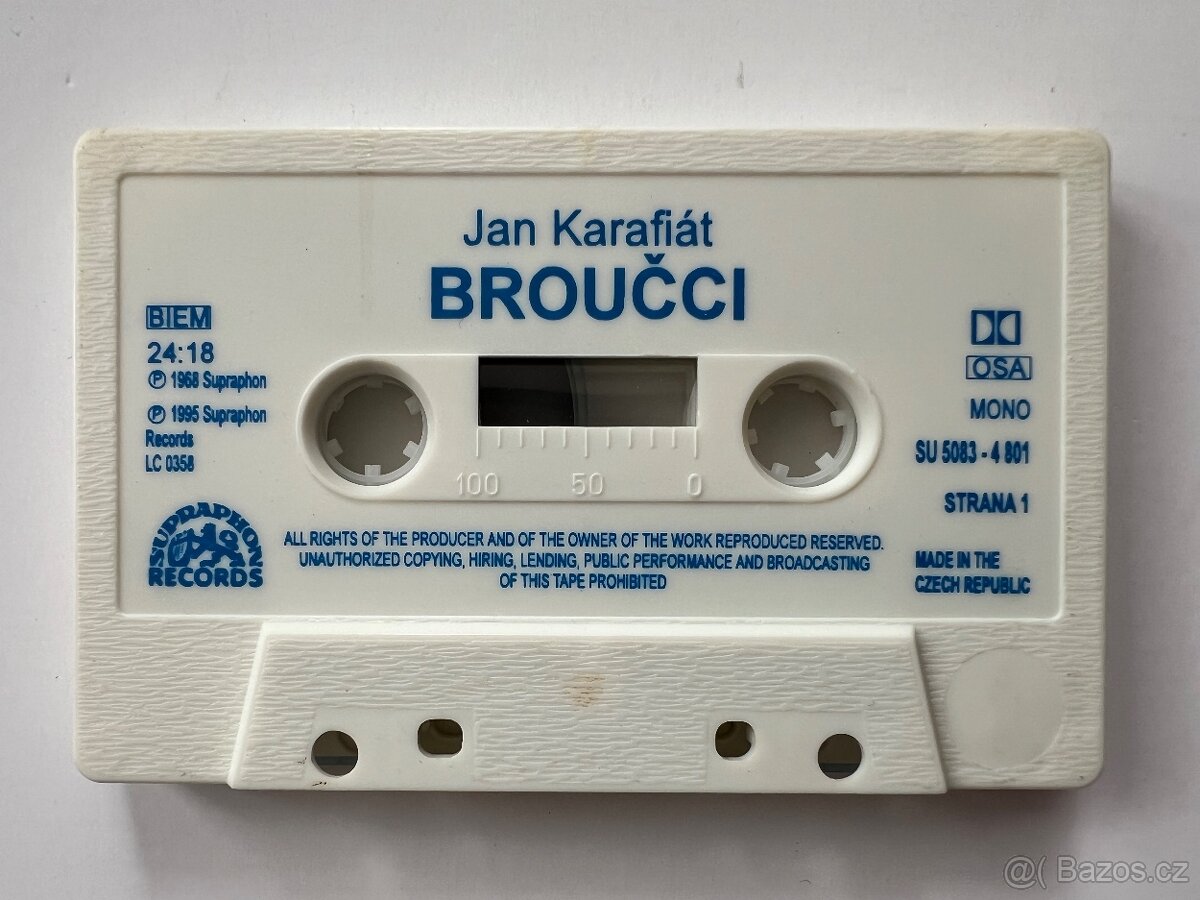 Jan Karafiát
BROUČCI
BIEM
24:18
Ⓟ 1968 Supraphon
Ⓟ 1995 Supraphon
Records
LC 0358
SUPRAPHON
RECORDS
OSA
MONO
SU 5083 - 4 801
STRANA 1
MADE IN THE
CZECH REPUBLIC
100 50 0
ALL RIGHTS OF THE PRODUCER AND OF THE OWNER OF THE WORK REPRODUCED RESERVED.
UNAUTHORIZED COPYING, HIRING, LENDING, PUBLIC PERFORMANCE AND BROADCASTING
OF THIS TAPE PROHIBITED
@( Bazos.cz